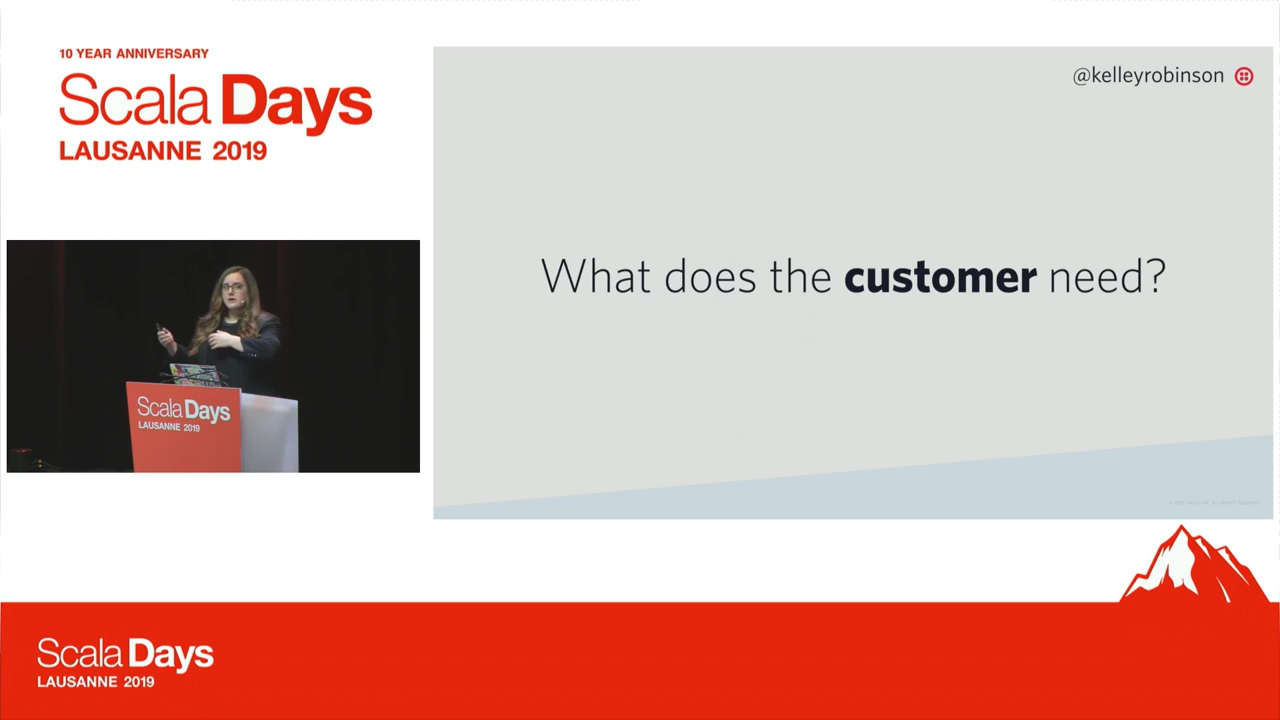 10 YEAR ANNIVERSARY
Scala Days
LAUSANNE 2019
@kelleyrobinson
What does the customer need?
Scala Days
LAUSANNE 2019
Scala Days
LAUSANNE 2019